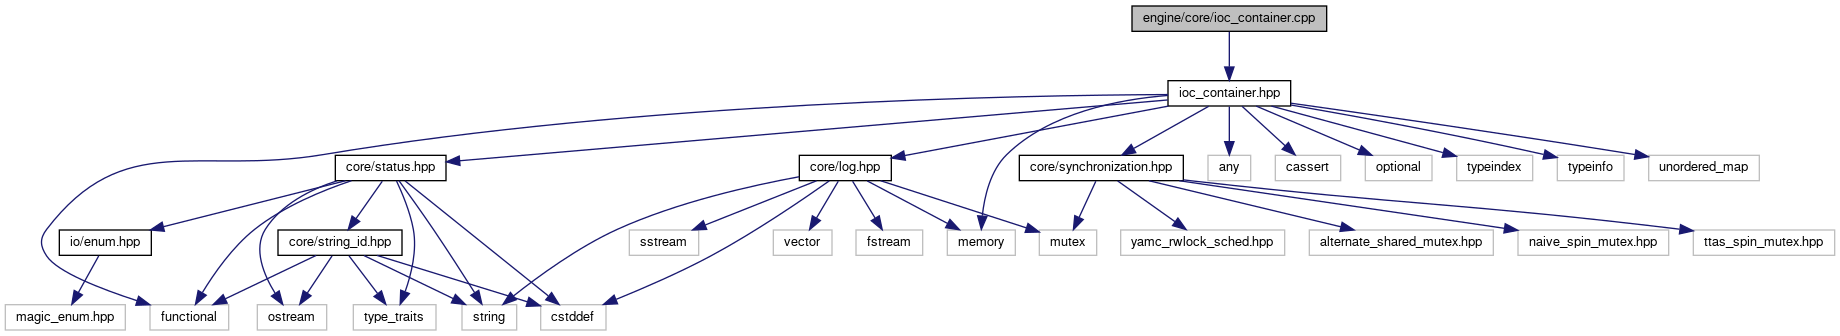 engine/core/ioc_container.cpp
ioc_container.hpp
core/status.hpp
core/log.hpp
core/synchronization.hpp
any
cassert
optional
typeindex
typeinfo
unordered_map
io/enum.hpp
core/string_id.hpp
sstream
vector
fstream
memory
mutex
yamc_rwlock_sched.hpp
alternate_shared_mutex.hpp
naive_spin_mutex.hpp
ttas_spin_mutex.hpp
magic_enum.hpp
functional
ostream
type_traits
string
cstddef